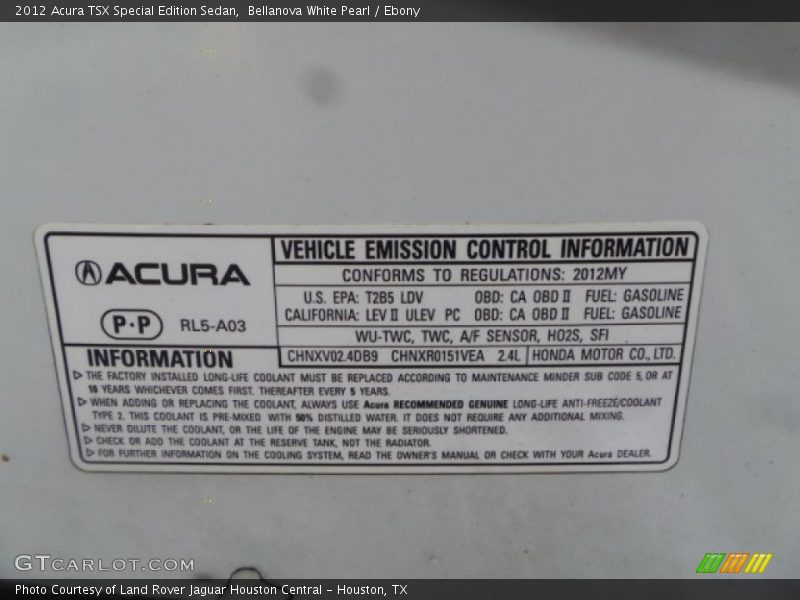 2012 Acura TSX Special Edition Sedan,  Bellanova White Pearl / Ebony
ACURA
P·P RL5-A03
VEHICLE EMISSION CONTROL INFORMATION
CONFORMS TO REGULATIONS: 2012MY
U.S. EPA: T2B5 LDV OBD: CA OBD II FUEL: GASOLINE
CALIFORNIA: LEV II ULEV PC OBD: CA OBD II FUEL: GASOLINE
WU-TWC, TWC, A/F SENSOR, HO2S, SFI
CHNXV02.4DB9 CHNXR0151VEA 2.4L HONDA MOTOR CO., LTD.
INFORMATION
▷ THE FACTORY INSTALLED LONG-LIFE COOLANT MUST BE REPLACED ACCORDING TO MAINTENANCE MINDER SUB CODE 5, OR AT
10 YEARS WHICHEVER COMES FIRST. THEREAFTER EVERY 5 YEARS.
▷ WHEN ADDING OR REPLACING THE COOLANT, ALWAYS USE Acura RECOMMENDED GENUINE LONG-LIFE ANTI-FREEZE/COOLANT
TYPE 2. THIS COOLANT IS PRE-MIXED WITH 50% DISTILLED WATER. IT DOES NOT REQUIRE ANY ADDITIONAL MIXING.
▷ NEVER DILUTE THE COOLANT, OR THE LIFE OF THE ENGINE MAY BE SERIOUSLY SHORTENED.
▷ CHECK OR ADD THE COOLANT AT THE RESERVE TANK, NOT THE RADIATOR.
▷ FOR FURTHER INFORMATION ON THE COOLING SYSTEM, READ THE OWNER'S MANUAL OR CHECK WITH YOUR Acura DEALER.
GTCARLOT.COM
Photo Courtesy of Land Rover Jaguar Houston Central - Houston, TX